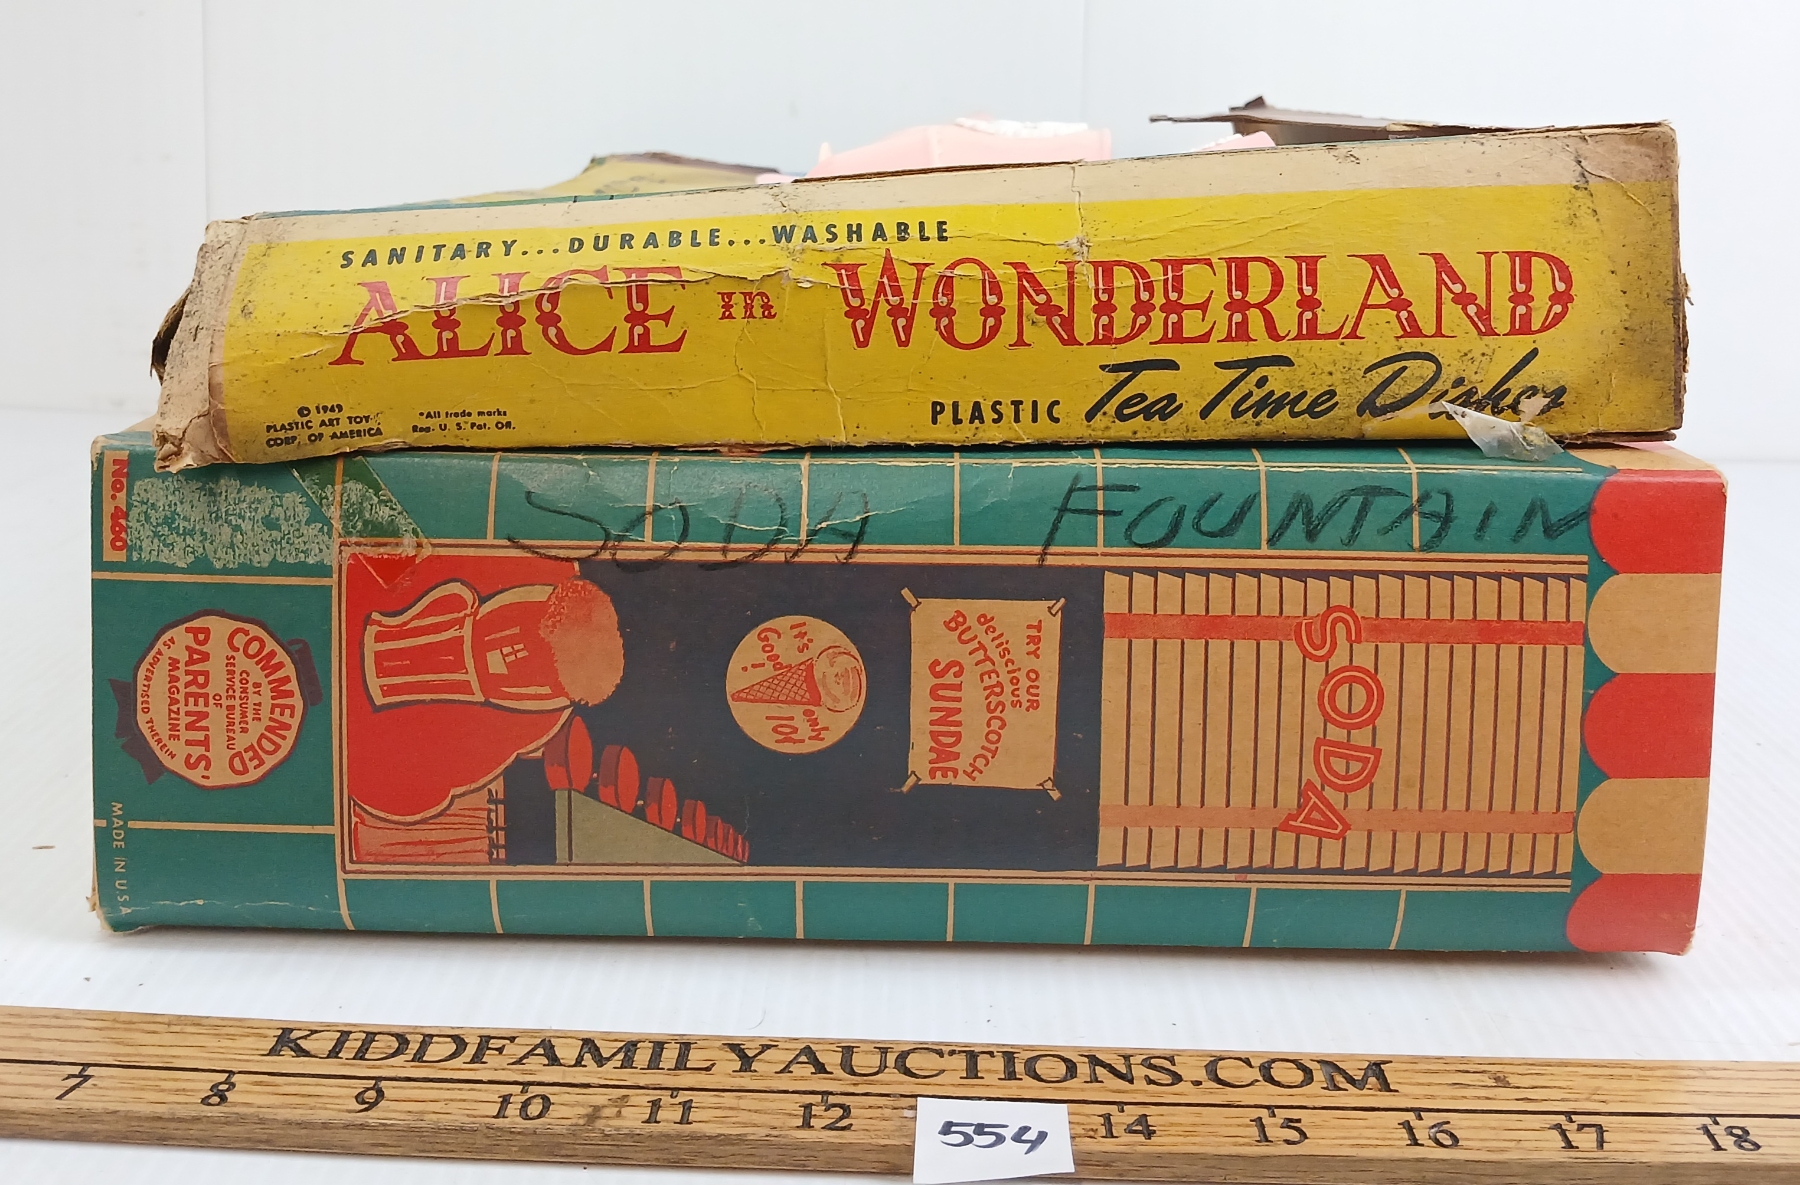 SANITARY...DURABLE...WASHABLE
ALICE in WONDERLAND
PLASTIC Tea Time Dishes
© 1949
PLASTIC ART TOY
CORP. OF AMERICA
*All trade marks
Reg. U. S. Pat. Off.
SODA FOUNTAIN
No. 460
COMMENDED
BY THE
CONSUMER
SERVICE BUREAU
OF
PARENTS'
MAGAZINE
AS ADVERTISED THEREIN
MADE IN U.S.A
It's
Good!
only
10¢
TRY OUR
delicious
BUTTERSCOTCH
SUNDAE
SODA
KIDDFAMILYAUCTIONS.COM
7 8 9 10 11 12 14 15 16 17 18
554